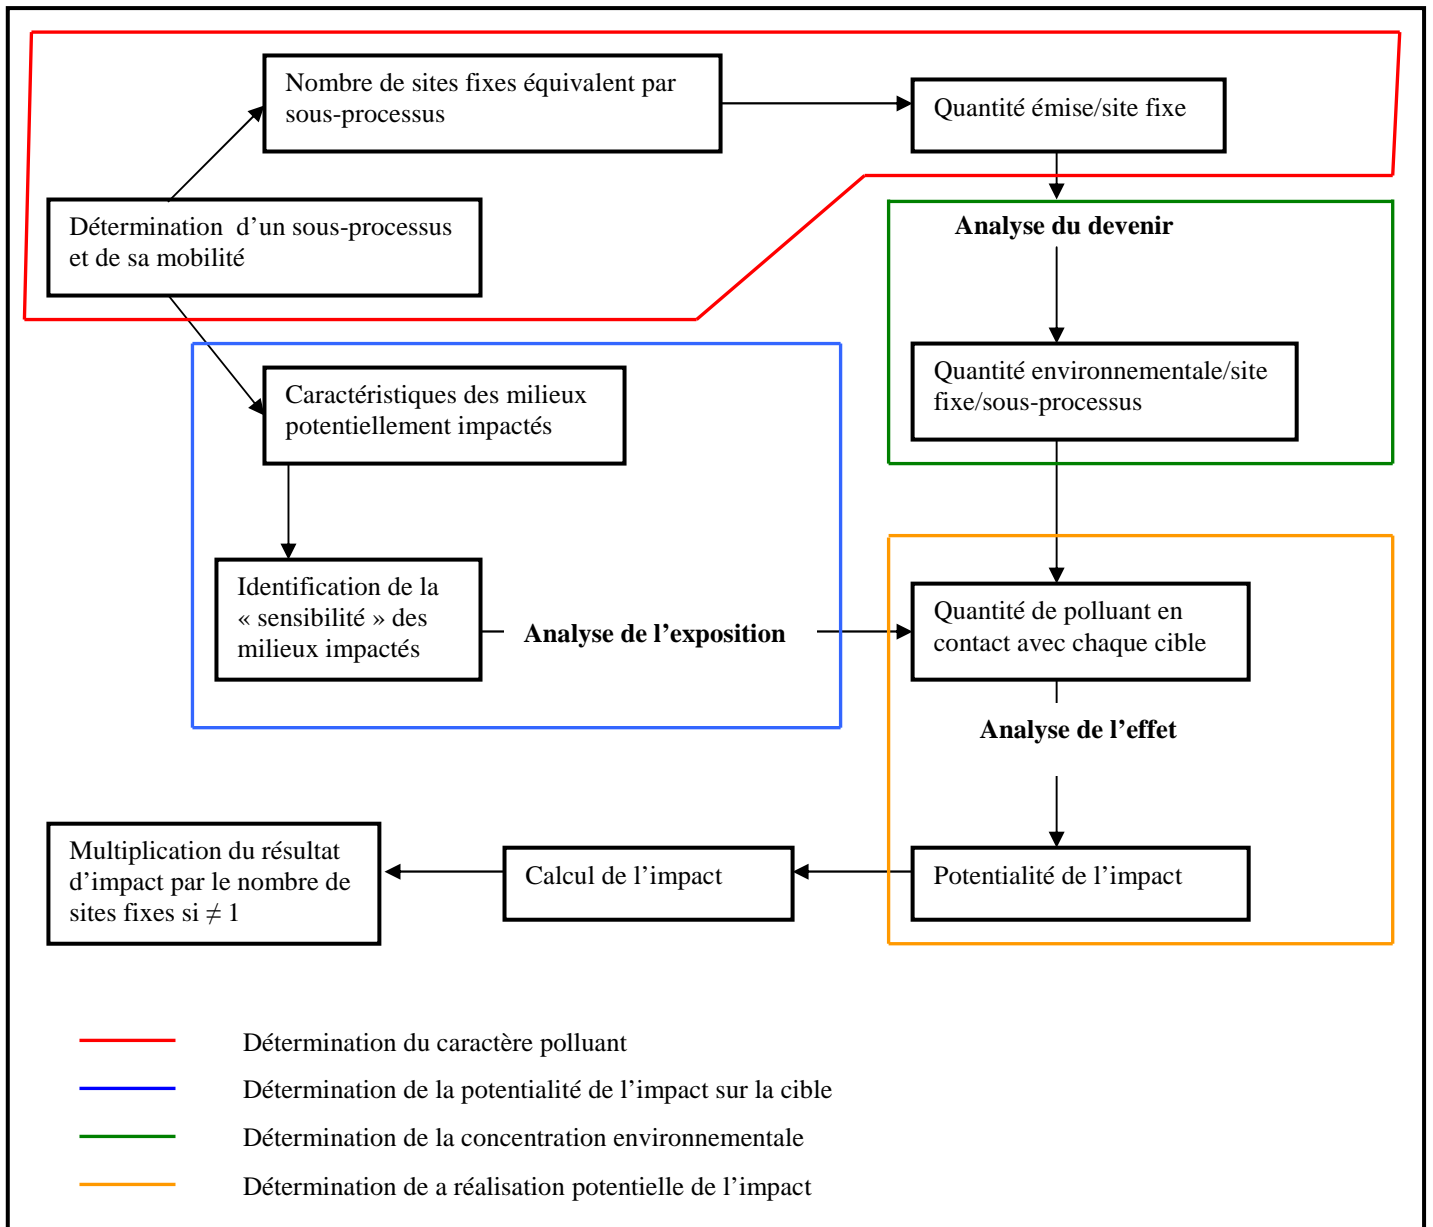 Nombre de sites fixes équivalent par
sous-processus
Quantité émise/site fixe
Détermination d’un sous-processus
et de sa mobilité
Analyse du devenir
Quantité environnementale/site
fixe/sous-processus
Caractéristiques des milieux
potentiellement impactés
Identification de la
« sensibilité » des
milieux impactés
Analyse de l’exposition
Quantité de polluant en
contact avec chaque cible
Analyse de l’effet
Potentialité de l’impact
Calcul de l’impact
Multiplication du résultat
d’impact par le nombre de
sites fixes si ≠ 1
Détermination du caractère polluant
Détermination de la potentialité de l’impact sur la cible
Détermination de la concentration environnementale
Détermination de a réalisation potentielle de l’impact